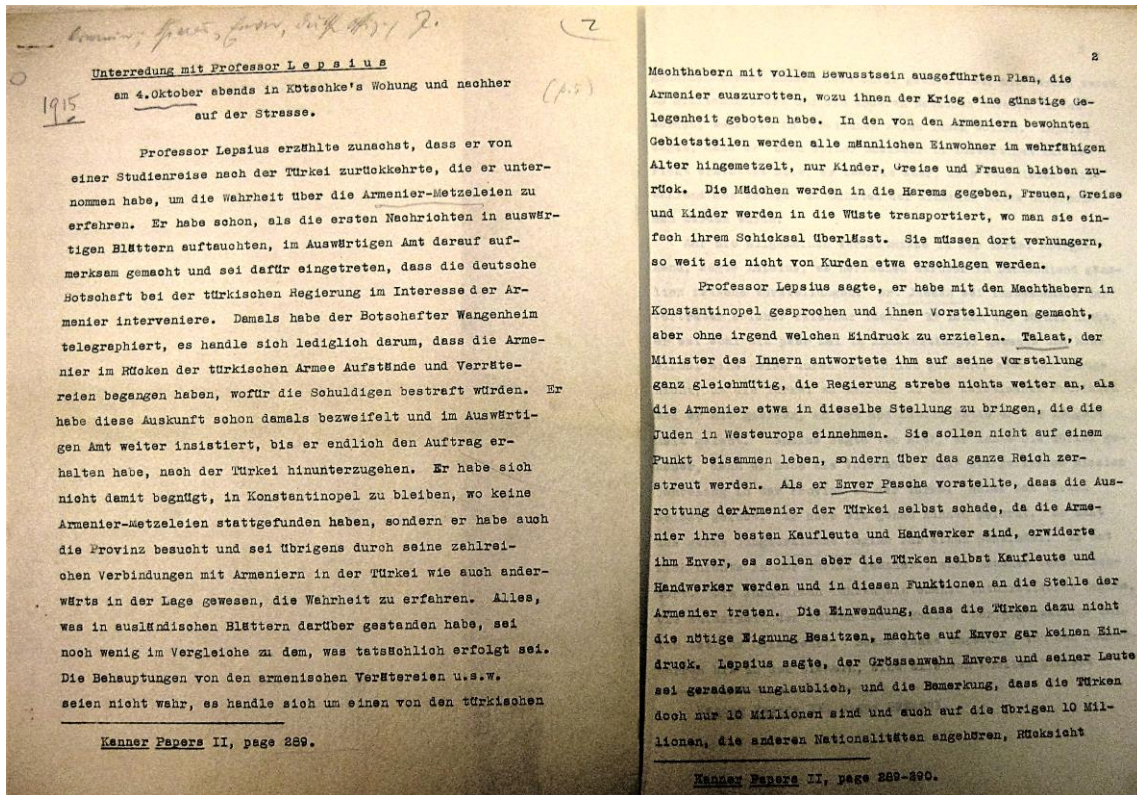 2
Unterredung mit Professor L e p s i u s
am 4.Oktober abends in Kötschke's Wohung und nachher
1915
(p.5)
auf der Strasse.
Professor Lepsius erzählte zunachst, dass er von
einer Studienreise nach der Türkei zurückkehrte, die er unter-
nommen habe, um die Wahrheit über die Armenier-Metzeleien zu
erfahren. Er habe schon, als die ersten Nachrichten in auswär-
tigen Blättern auftauchten, im Auswärtigen Amt darauf auf-
merksam gemacht und sei dafür eingetreten, dass die deutsche
Botschaft bei der türkischen Regierung im Interesse der Ar-
menier interveniere. Damals habe der Botschafter Wangenheim
telegraphiert, es handle sich lediglich darum, dass die Arme-
nier im Rücken der türkischen Armee Aufstände und Verräte-
reien begangen haben, wofür die Schuldigen bestraft würden. Er
habe diese Auskunft schon damals bezweifelt und im Auswärti-
gen Amt weiter insistiert, bis er endlich den Auftrag er-
halten habe, nach der Türkei hinunterzugehen. Er habe sich
nicht damit begnügt, in Konstantinopel zu bleiben, wo keine
Armenier-Metzeleien stattgefunden haben, sondern er habe auch
die Provinz besucht und sei übrigens durch seine zahlrei-
chen Verbindungen mit Armeniern in der Türkei wie auch ander-
wärts in der Lage gewesen, die Wahrheit zu erfahren. Alles,
was in ausländischen Blättern darüber gestanden habe, sei
noch wenig im Vergleiche zu dem, was tatsächlich erfolgt sei.
Die Behauptungen von den armenischen Verätereien u.s.w.
seien nicht wahr, es handle sich um einen von den türkischen
Kanner Papers II, page 289.
2
Machthabern mit vollem Bewusstsein ausgeführten Plan, die
Armenier auszurotten, wozu ihnen der Krieg eine günstige Ge-
legenheit geboten habe. In den von den Armeniern bewohnten
Gebietsteilen werden alle männlichen Einwohner im wehrfähigen
Alter hingemetzelt, nur Kinder, Greise und Frauen bleiben zu-
rück. Die Mädchen werden in die Harems gegeben, Frauen, Greise
und Kinder werden in die Wüste transportiert, wo man sie ein-
fach ihrem Schicksal überlässt. Sie müssen dort verhungern,
so weit sie nicht von Kurden etwa erschlagen werden.
Professor Lepsius sagte, er habe mit den Machthabern in
Konstantinopel gesprochen und ihnen Vorstellungen gemacht,
aber ohne irgend welchen Eindruck zu erzielen. Talaat, der
Minister des Innern antwortete ihm auf seine Vorstellung
ganz gleichmütig, die Regierung strebe nichts weiter an, als
die Armenier etwa in dieselbe Stellung zu bringen, die die
Juden in Westeuropa einnehmen. Sie sollen nicht auf einem
Punkt beisammen leben, sondern über das ganze Reich zer-
streut werden. Als er Enver Pascha vorstellte, dass die Aus-
rottung derArmenier der Türkei selbst schade, da die Arme-
nier ihre besten Kaufleute und Handwerker sind, erwiderte
ihm Enver, es sollen eber die Türken selbst Kaufleute und
Handwerker werden und in diesen Funktionen an die Stelle der
Armenier treten. Die Einwendung, dass die Türken dazu nicht
die nötige Eignung Besitzen, machte auf Enver gar keinen Ein-
druck. Lepsius sagte, der Grössenwahn Envers und seiner Leute
sei geradezu unglaublich, und die Bemerkung, dass die Türken
doch nur 10 Millionen sind und auch auf die übrigen 10 Mil-
lionen, die anderen Nationalitäten angehören, Rücksicht
Kanner Papers II, page 289-290.